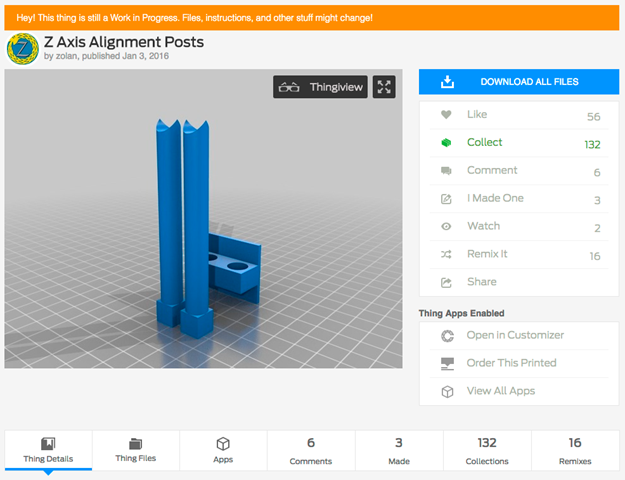 Hey! This thing is still a Work in Progress. Files, instructions, and other stuff might change!
Z Axis Alignment Posts
by zolan, published Jan 3, 2016
Thingiview
DOWNLOAD ALL FILES
Like 56
Collect 132
Comment 6
I Made One 3
Watch 2
Remix It 16
Share
Thing Apps Enabled
Open in Customizer
Order This Printed
View All Apps
Thing Details
Thing Files
Apps
6
Comments
3
Made
132
Collections
16
Remixes